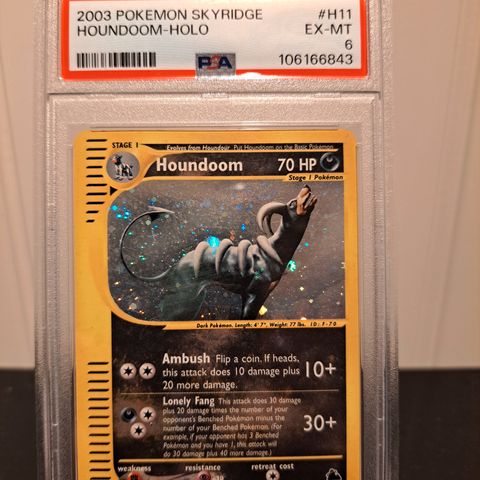 2003 POKEMON SKYRIDGE #H11
HOUNDOOM-HOLO EX-MT
PSA 6
106166843
STAGE 1
Evolves from Houndour Put Houndoom on the Basic Pokémon
Houndoom 70 HP
Stage 1 Pokémon
Dark Pokémon. Length: 4' 7", Weight: 77 lbs. ID: F-70
Ambush Flip a coin. If heads,
this attack does 10 damage plus 10+
20 more damage.
Lonely Fang This attack does 30 damage
plus 20 damage times the number of your
opponent's Benched Pokémon minus the
number of your Benched Pokémon. (For 30+
example, if your opponent has 3 Benched
Pokémon and you have 1, this attack will
do 30 damage plus 40 more damage.)
weakness resistance retreat cost